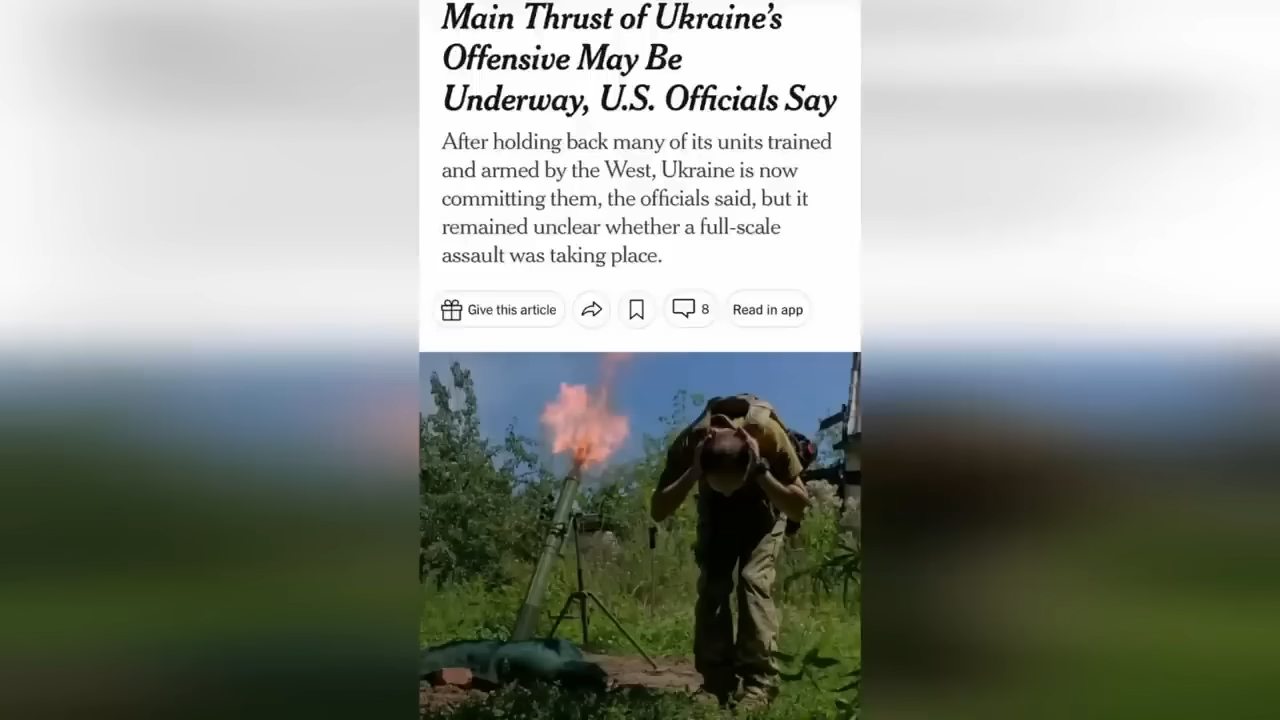 Main Thrust of Ukraine’s
Offensive May Be
Underway, U.S. Officials Say
After holding back many of its units trained
and armed by the West, Ukraine is now
committing them, the officials said, but it
remained unclear whether a full-scale
assault was taking place.
Give this article 8 Read in app